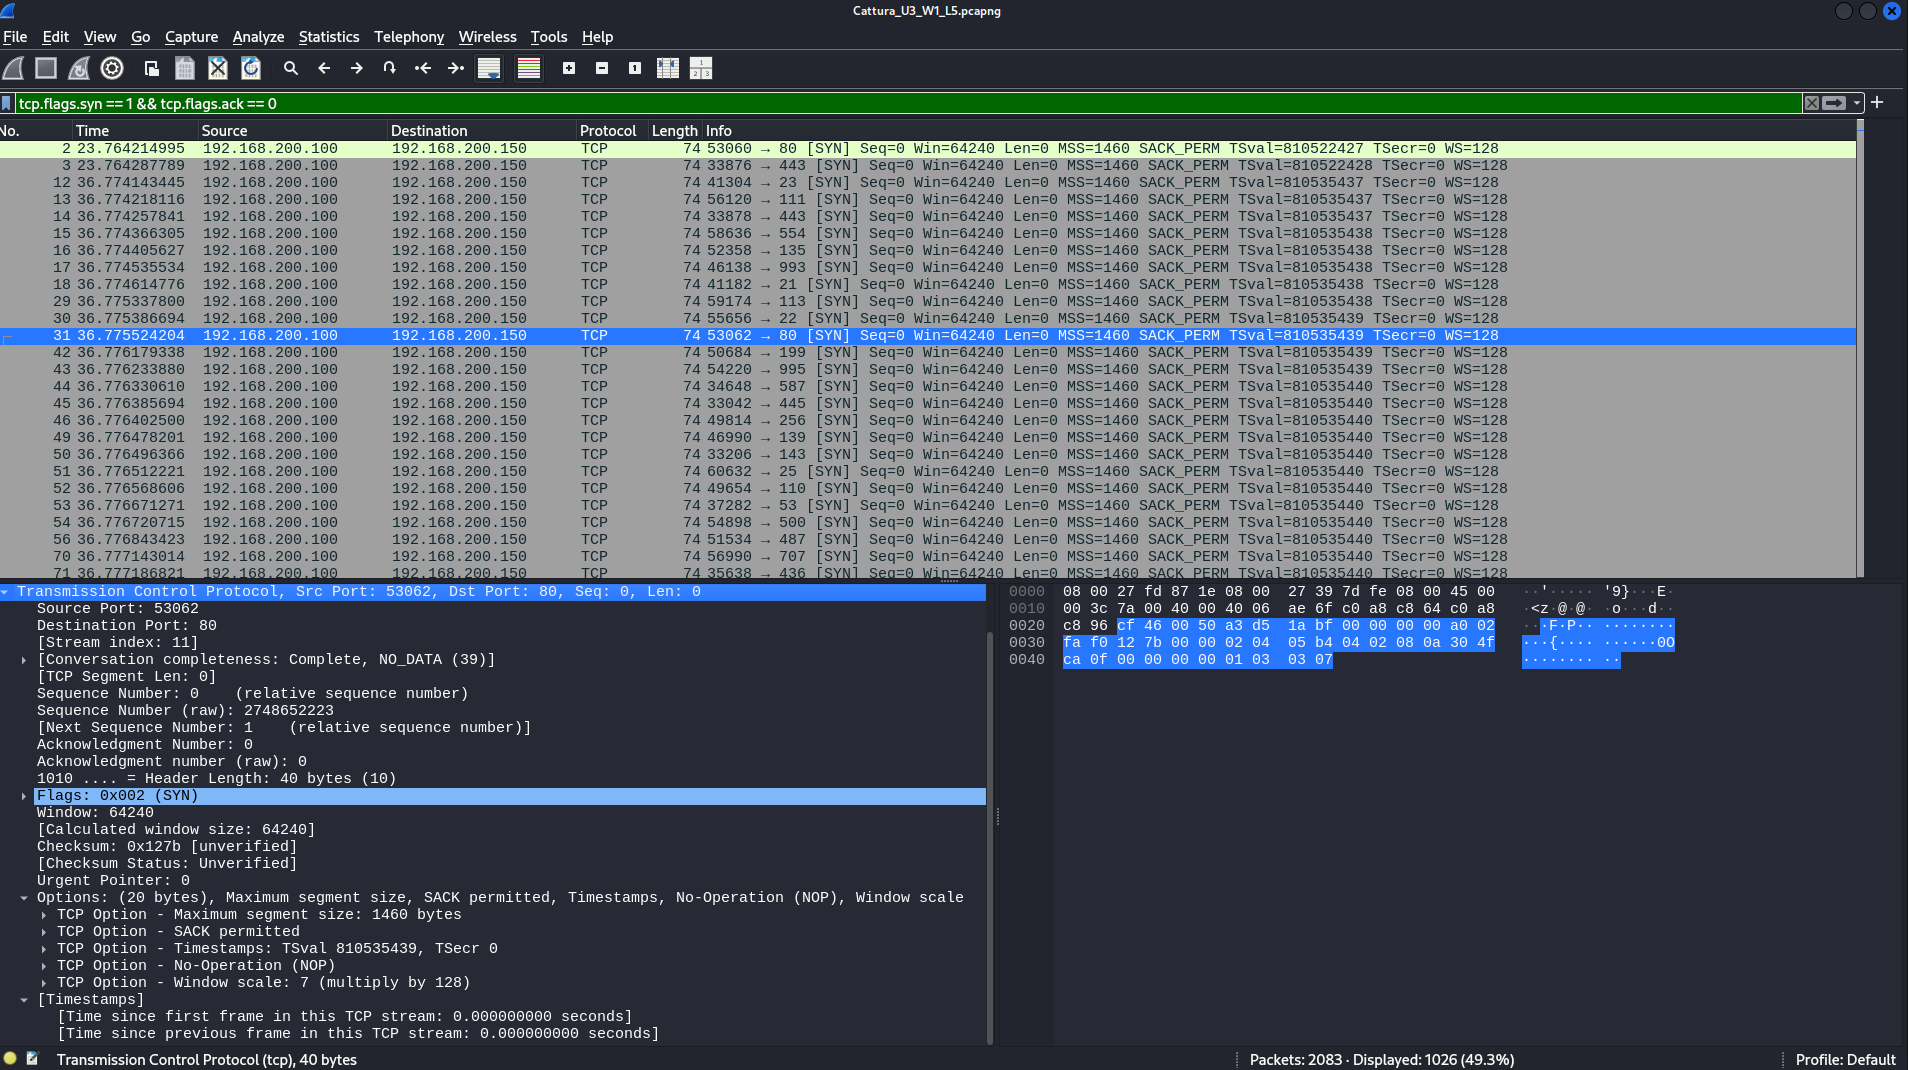 Cattura_U3_W1_L5.pcapng
File Edit View Go Capture Analyze Statistics Telephony Wireless Tools Help
tcp.flags.syn == 1 && tcp.flags.ack == 0
No. Time Source Destination Protocol Length Info
2 23.764214995 192.168.200.100 192.168.200.150 TCP 74 53060 → 80 [SYN] Seq=0 Win=64240 Len=0 MSS=1460 SACK_PERM TSval=810522427 TSecr=0 WS=128
3 23.764287789 192.168.200.100 192.168.200.150 TCP 74 33876 → 443 [SYN] Seq=0 Win=64240 Len=0 MSS=1460 SACK_PERM TSval=810522428 TSecr=0 WS=128
12 36.774143445 192.168.200.100 192.168.200.150 TCP 74 41304 → 23 [SYN] Seq=0 Win=64240 Len=0 MSS=1460 SACK_PERM TSval=810535437 TSecr=0 WS=128
13 36.774218116 192.168.200.100 192.168.200.150 TCP 74 56120 → 111 [SYN] Seq=0 Win=64240 Len=0 MSS=1460 SACK_PERM TSval=810535437 TSecr=0 WS=128
14 36.774257841 192.168.200.100 192.168.200.150 TCP 74 33878 → 443 [SYN] Seq=0 Win=64240 Len=0 MSS=1460 SACK_PERM TSval=810535437 TSecr=0 WS=128
15 36.774366305 192.168.200.100 192.168.200.150 TCP 74 58636 → 554 [SYN] Seq=0 Win=64240 Len=0 MSS=1460 SACK_PERM TSval=810535438 TSecr=0 WS=128
16 36.774405627 192.168.200.100 192.168.200.150 TCP 74 52358 → 135 [SYN] Seq=0 Win=64240 Len=0 MSS=1460 SACK_PERM TSval=810535438 TSecr=0 WS=128
17 36.774535534 192.168.200.100 192.168.200.150 TCP 74 46138 → 993 [SYN] Seq=0 Win=64240 Len=0 MSS=1460 SACK_PERM TSval=810535438 TSecr=0 WS=128
18 36.774614776 192.168.200.100 192.168.200.150 TCP 74 41182 → 21 [SYN] Seq=0 Win=64240 Len=0 MSS=1460 SACK_PERM TSval=810535438 TSecr=0 WS=128
29 36.775337800 192.168.200.100 192.168.200.150 TCP 74 59174 → 113 [SYN] Seq=0 Win=64240 Len=0 MSS=1460 SACK_PERM TSval=810535438 TSecr=0 WS=128
30 36.775386694 192.168.200.100 192.168.200.150 TCP 74 55656 → 22 [SYN] Seq=0 Win=64240 Len=0 MSS=1460 SACK_PERM TSval=810535439 TSecr=0 WS=128
31 36.775524204 192.168.200.100 192.168.200.150 TCP 74 53062 → 80 [SYN] Seq=0 Win=64240 Len=0 MSS=1460 SACK_PERM TSval=810535439 TSecr=0 WS=128
42 36.776179338 192.168.200.100 192.168.200.150 TCP 74 50684 → 199 [SYN] Seq=0 Win=64240 Len=0 MSS=1460 SACK_PERM TSval=810535439 TSecr=0 WS=128
43 36.776233880 192.168.200.100 192.168.200.150 TCP 74 54220 → 995 [SYN] Seq=0 Win=64240 Len=0 MSS=1460 SACK_PERM TSval=810535439 TSecr=0 WS=128
44 36.776330610 192.168.200.100 192.168.200.150 TCP 74 34648 → 587 [SYN] Seq=0 Win=64240 Len=0 MSS=1460 SACK_PERM TSval=810535440 TSecr=0 WS=128
45 36.776385694 192.168.200.100 192.168.200.150 TCP 74 33042 → 445 [SYN] Seq=0 Win=64240 Len=0 MSS=1460 SACK_PERM TSval=810535440 TSecr=0 WS=128
46 36.776402500 192.168.200.100 192.168.200.150 TCP 74 49814 → 256 [SYN] Seq=0 Win=64240 Len=0 MSS=1460 SACK_PERM TSval=810535440 TSecr=0 WS=128
49 36.776478201 192.168.200.100 192.168.200.150 TCP 74 46990 → 139 [SYN] Seq=0 Win=64240 Len=0 MSS=1460 SACK_PERM TSval=810535440 TSecr=0 WS=128
50 36.776496366 192.168.200.100 192.168.200.150 TCP 74 33206 → 143 [SYN] Seq=0 Win=64240 Len=0 MSS=1460 SACK_PERM TSval=810535440 TSecr=0 WS=128
51 36.776512221 192.168.200.100 192.168.200.150 TCP 74 60632 → 25 [SYN] Seq=0 Win=64240 Len=0 MSS=1460 SACK_PERM TSval=810535440 TSecr=0 WS=128
52 36.776568606 192.168.200.100 192.168.200.150 TCP 74 49654 → 110 [SYN] Seq=0 Win=64240 Len=0 MSS=1460 SACK_PERM TSval=810535440 TSecr=0 WS=128
53 36.776671271 192.168.200.100 192.168.200.150 TCP 74 37282 → 53 [SYN] Seq=0 Win=64240 Len=0 MSS=1460 SACK_PERM TSval=810535440 TSecr=0 WS=128
54 36.776720715 192.168.200.100 192.168.200.150 TCP 74 54898 → 500 [SYN] Seq=0 Win=64240 Len=0 MSS=1460 SACK_PERM TSval=810535440 TSecr=0 WS=128
56 36.776843423 192.168.200.100 192.168.200.150 TCP 74 51534 → 487 [SYN] Seq=0 Win=64240 Len=0 MSS=1460 SACK_PERM TSval=810535440 TSecr=0 WS=128
70 36.777143014 192.168.200.100 192.168.200.150 TCP 74 56990 → 707 [SYN] Seq=0 Win=64240 Len=0 MSS=1460 SACK_PERM TSval=810535440 TSecr=0 WS=128
71 36.777186821 192.168.200.100 192.168.200.150 TCP 74 35638 → 436 [SYN] Seq=0 Win=64240 Len=0 MSS=1460 SACK_PERM TSval=810535440 TSecr=0 WS=128
Transmission Control Protocol, Src Port: 53062, Dst Port: 80, Seq: 0, Len: 0
Source Port: 53062
Destination Port: 80
[Stream index: 11]
[Conversation completeness: Complete, NO_DATA (39)]
[TCP Segment Len: 0]
Sequence Number: 0 (relative sequence number)
Sequence Number (raw): 2748652223
[Next Sequence Number: 1 (relative sequence number)]
Acknowledgment Number: 0
Acknowledgment number (raw): 0
1010 .... = Header Length: 40 bytes (10)
Flags: 0x002 (SYN)
Window: 64240
[Calculated window size: 64240]
Checksum: 0x127b [unverified]
[Checksum Status: Unverified]
Urgent Pointer: 0
Options: (20 bytes), Maximum segment size, SACK permitted, Timestamps, No-Operation (NOP), Window scale
TCP Option - Maximum segment size: 1460 bytes
TCP Option - SACK permitted
TCP Option - Timestamps: TSval 810535439, TSecr 0
TCP Option - No-Operation (NOP)
TCP Option - Window scale: 7 (multiply by 128)
[Timestamps]
[Time since first frame in this TCP stream: 0.000000000 seconds]
[Time since previous frame in this TCP stream: 0.000000000 seconds]
0000 08 00 27 fd 87 1e 08 00 27 39 7d fe 08 00 45 00 ··'····· '9}···E·
0010 00 3c 7a 00 40 00 40 06 ae 6f c0 a8 c8 64 c0 a8 ·<z·@·@· ·o···d··
0020 c8 96 cf 46 00 50 a3 d5 1a bf 00 00 00 00 a0 02 ···F·P·· ········
0030 fa f0 12 7b 00 00 02 04 05 b4 04 02 08 0a 30 4f ···{···· ······0O
0040 ca 0f 00 00 00 00 01 03 03 07 ········ ··
Transmission Control Protocol (tcp), 40 bytes
Packets: 2083 · Displayed: 1026 (49.3%)
Profile: Default